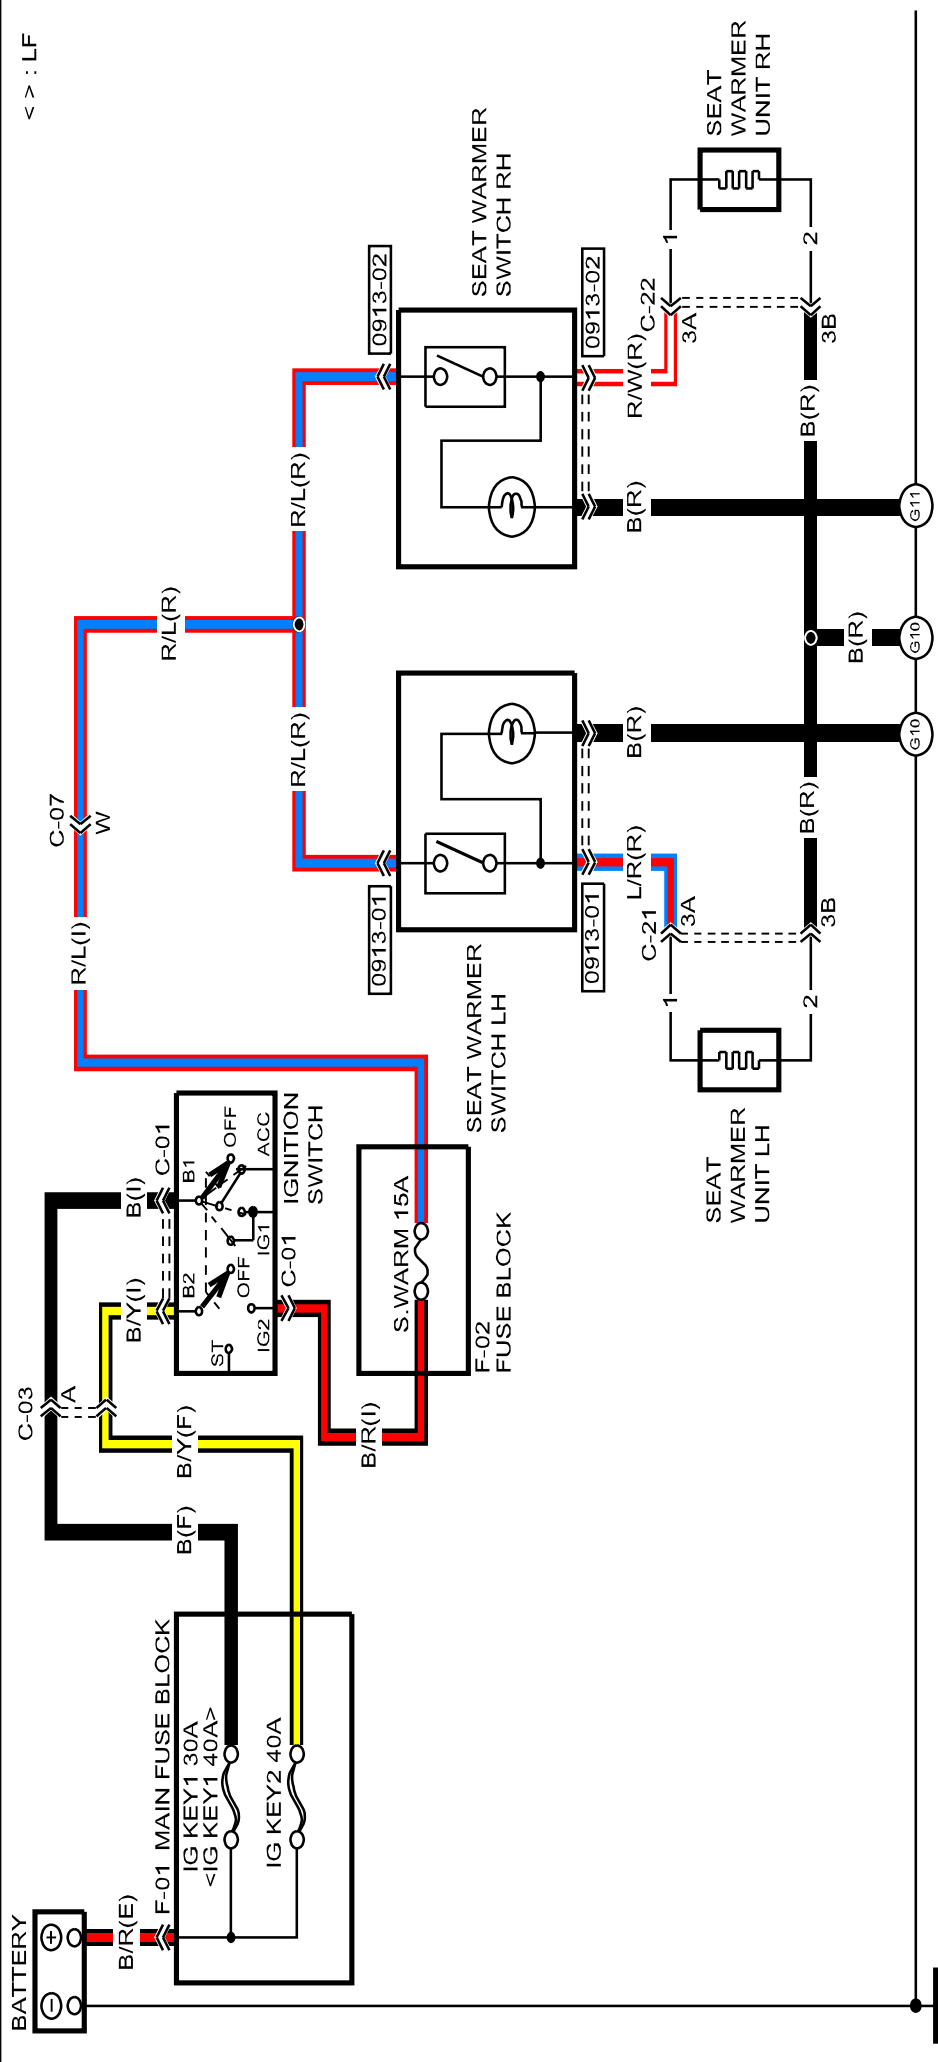 BATTERY
B/R(E)
F-01 MAIN FUSE BLOCK
IG KEY1 30A
<IG KEY1 40A>
IG KEY2 40A
B(F)
B/Y(F)
C-03
A
B/Y(I)
B(I)
C-01
B2
B1
ST
OFF
OFF
IG2
IG1
ACC
C-01
IGNITION
SWITCH
B/R(I)
S.WARM 15A
F-02
FUSE BLOCK
R/L(I)
C-07
W
R/L(R)
R/L(R)
R/L(R)
0913-01
SEAT WARMER
SWITCH LH
0913-01
L/R(R)
B(R)
C-21
3A
3B
1
2
SEAT
WARMER
UNIT LH
B(R)
G10
B(R)
G10
0913-02
SEAT WARMER
SWITCH RH
0913-02
B(R)
R/W(R)
G11
C-22
3A
3B
B(R)
1
2
SEAT
WARMER
UNIT RH
< > : LF